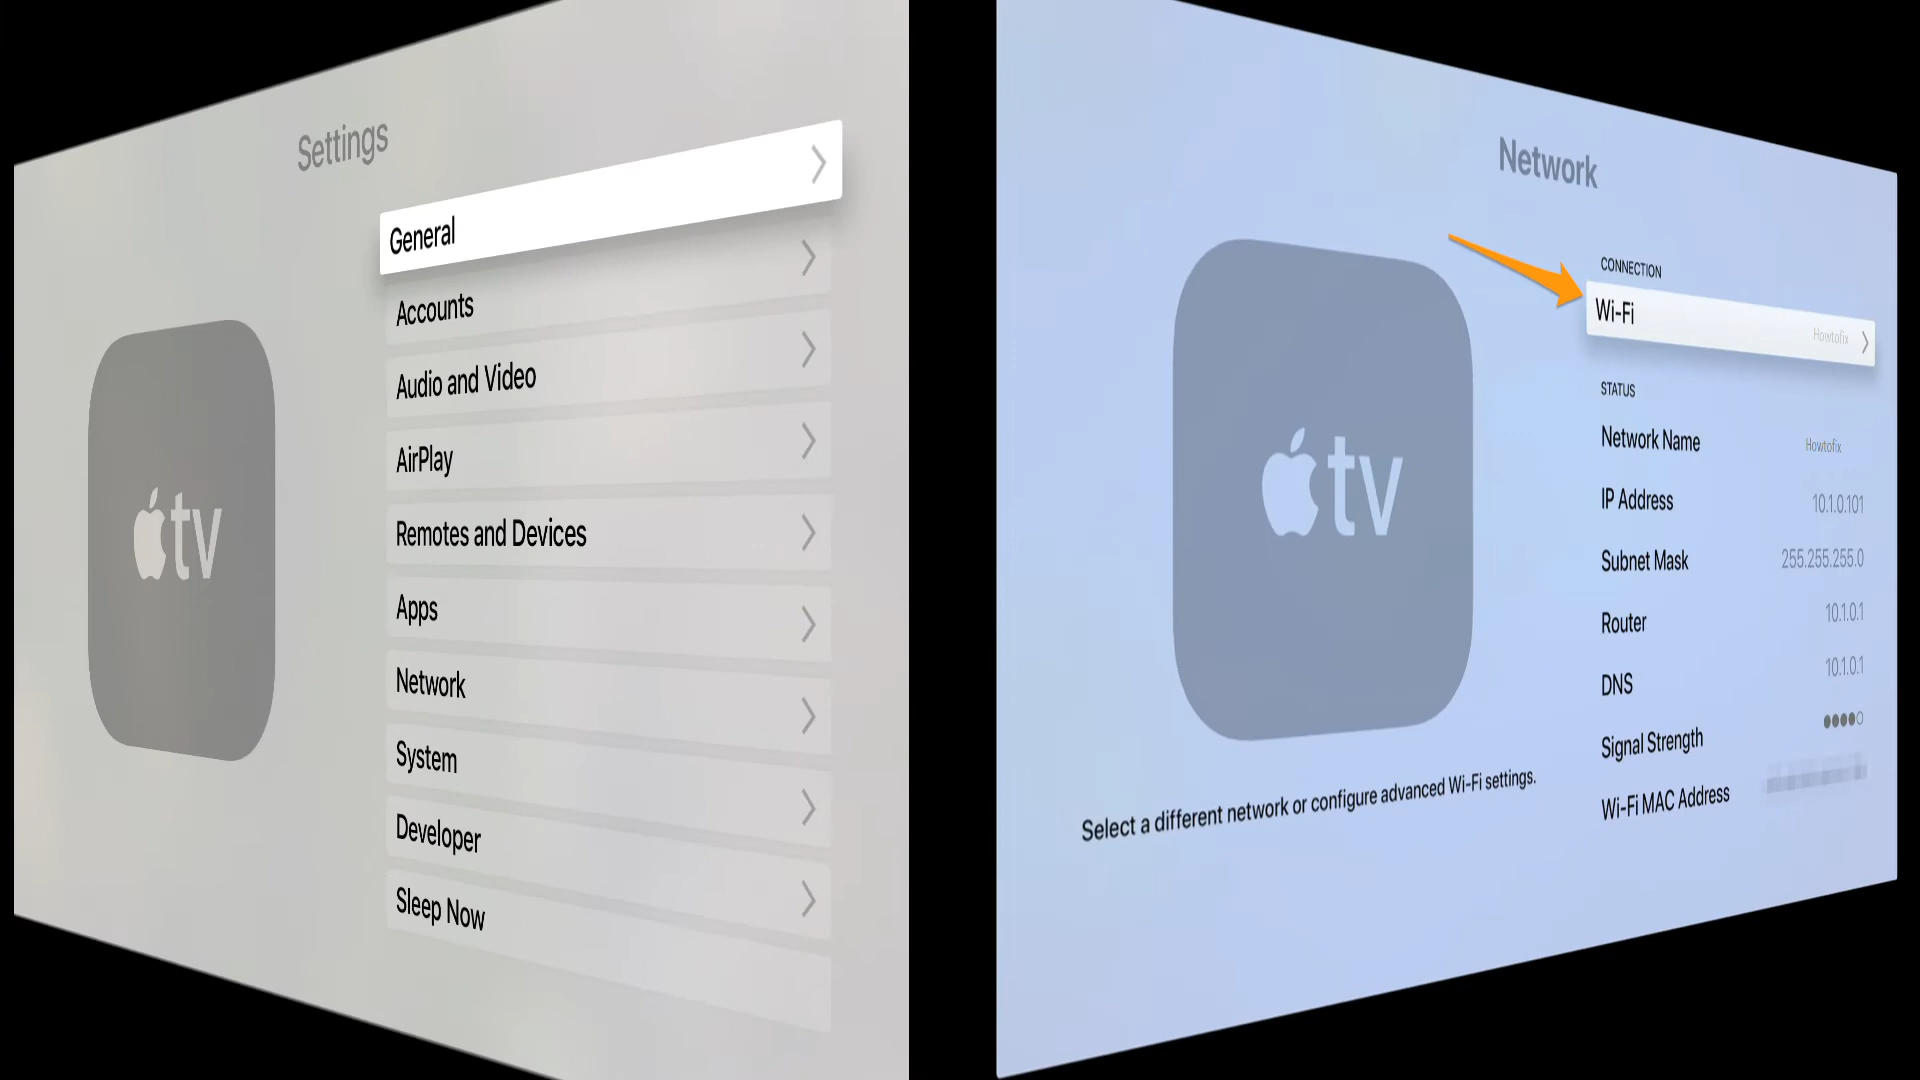 Settings
General
Accounts
Audio and Video
AirPlay
Remotes and Devices
Apps
Network
System
Developer
Sleep Now
tv
Network
CONNECTION
Wi-Fi Howtofix
STATUS
Network Name Howtofix
IP Address 10.1.0.101
Subnet Mask 255.255.255.0
Router 10.1.0.1
DNS 10.1.0.1
Signal Strength
Wi-Fi MAC Address
tv
Select a different network or configure advanced Wi-Fi settings.